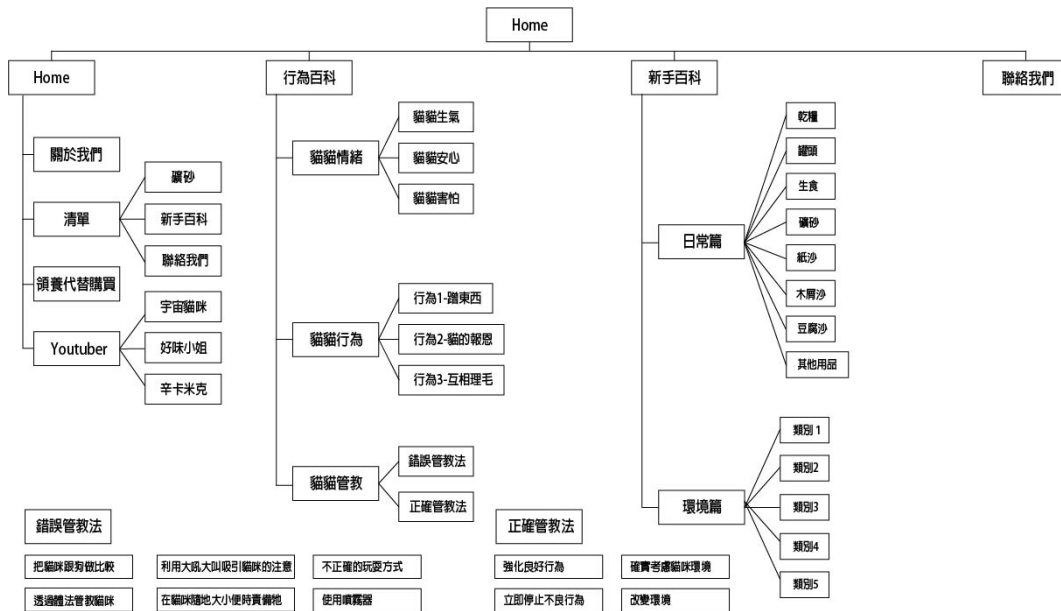 Home
Home
行為百科
新手百科
聯絡我們
關於我們
清單
礦砂
新手百科
聯絡我們
領養代替購買
Youtuber
宇宙貓咪
好味小姐
辛卡米克
貓貓情緒
貓貓生氣
貓貓安心
貓貓害怕
貓貓行為
行為1-蹭東西
行為2-貓的報恩
行為3-互相理毛
貓貓管教
錯誤管教法
正確管教法
日常篇
乾糧
罐頭
生食
礦砂
紙沙
木屑沙
豆腐沙
其他用品
環境篇
類別 1
類別2
類別3
類別4
類別5
錯誤管教法
把貓咪跟狗做比較
利用大吼大叫吸引貓咪的注意
不正確的玩耍方式
透過體法管教貓咪
在貓咪隨地大小便時責備牠
使用噴霧器
正確管教法
強化良好行為
確實考慮貓咪環境
立即停止不良行為
改變環境